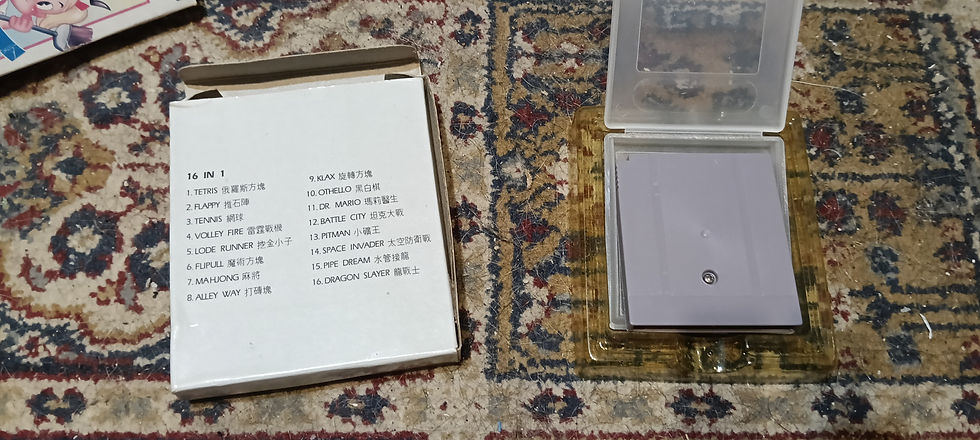 16 IN 1
1. TETRIS 俄羅斯方塊
2. FLAPPY 推石陣
3. TENNIS 網球
4. VOLLEY FIRE 雷霆戰機
5. LODE RUNNER 挖金小子
6. FLIPULL 魔術方塊
7. MAHJONG 麻將
8. ALLEY WAY 打磚塊
9. KLAX 旋轉方塊
10. OTHELLO 黑白棋
11. DR. MARIO 瑪莉醫生
12. BATTLE CITY 坦克大戰
13. PITMAN 小礦王
14. SPACE INVADER 太空防衛戰
15. PIPE DREAM 水管接龍
16. DRAGON SLAYER 龍戰士